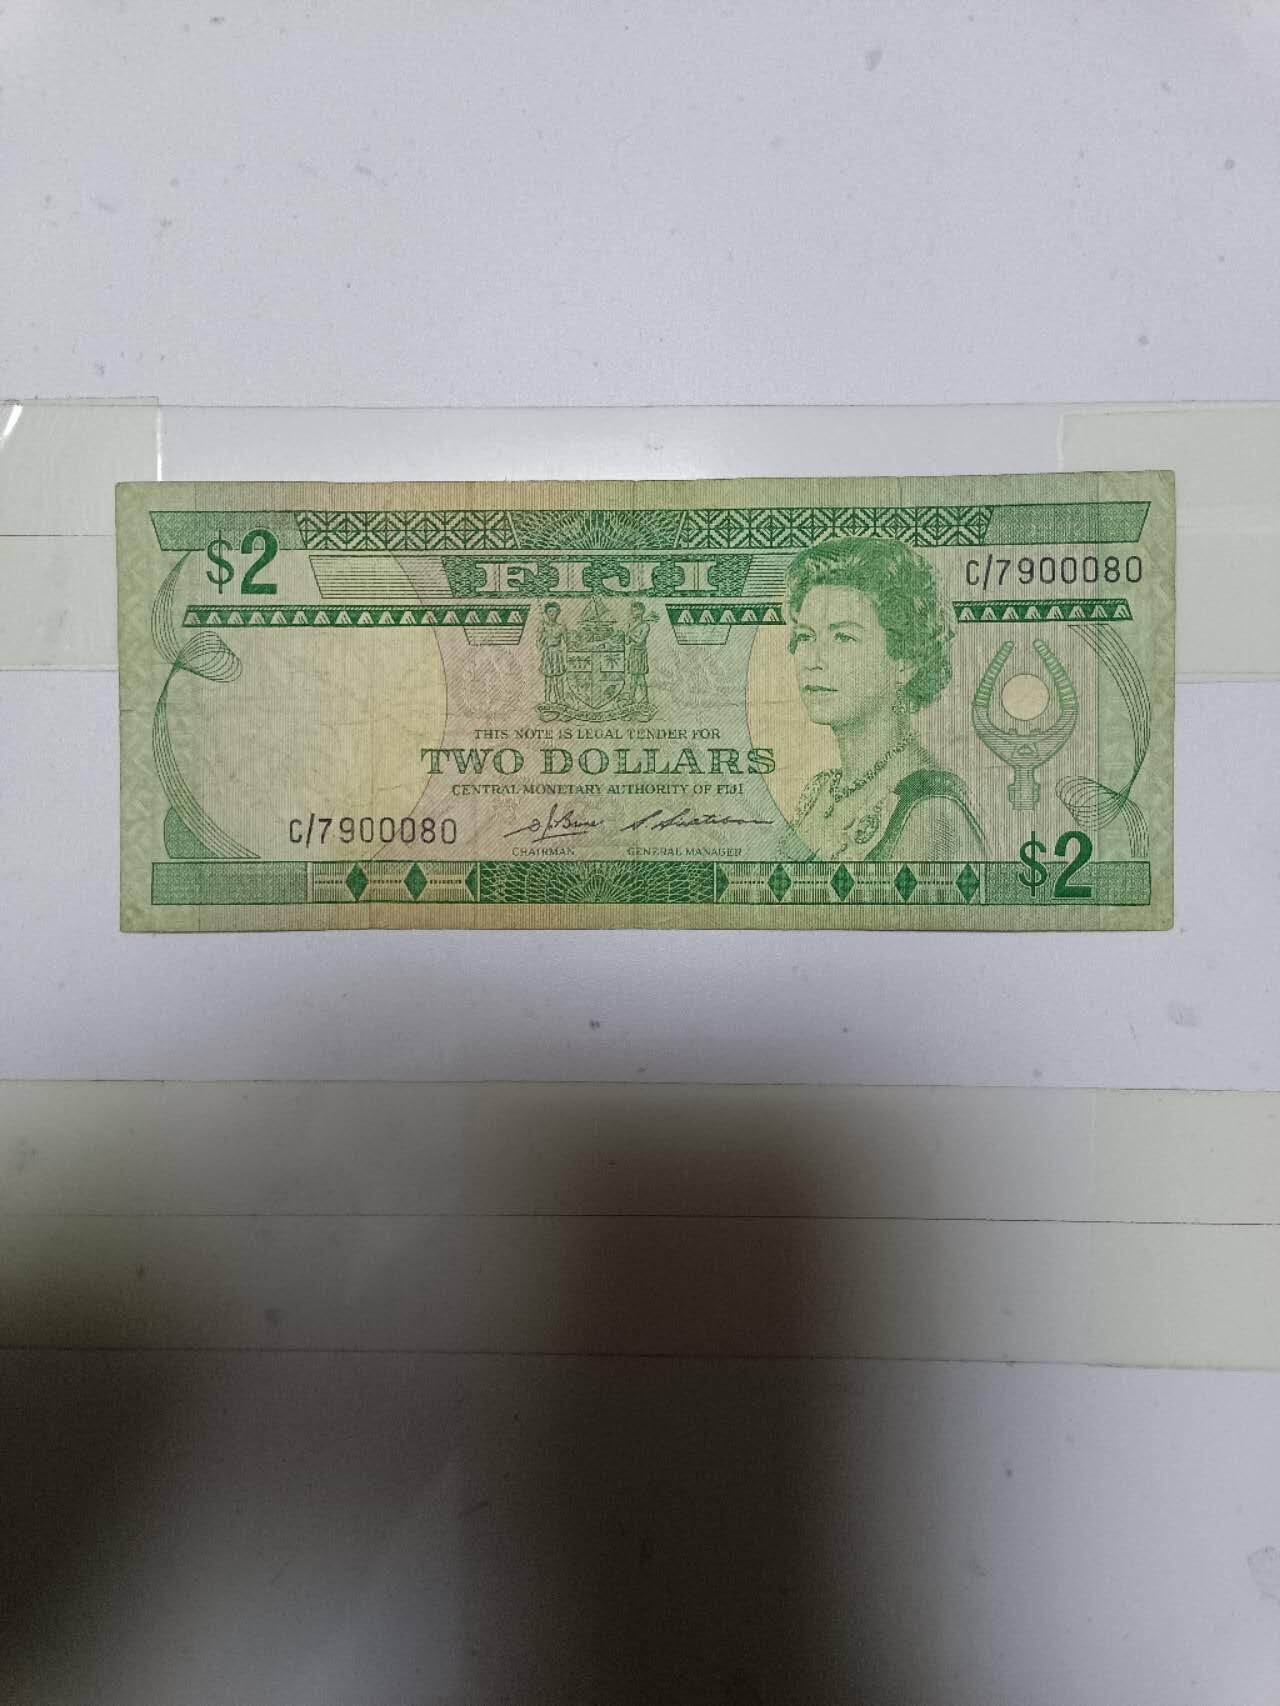 $2
FIJI
C/7900080
THIS NOTE IS LEGAL TENDER FOR
TWO DOLLARS
CENTRAL MONETARY AUTHORITY OF FIJI
C/7900080
CHAIRMAN
GENERAL MANAGER
$2